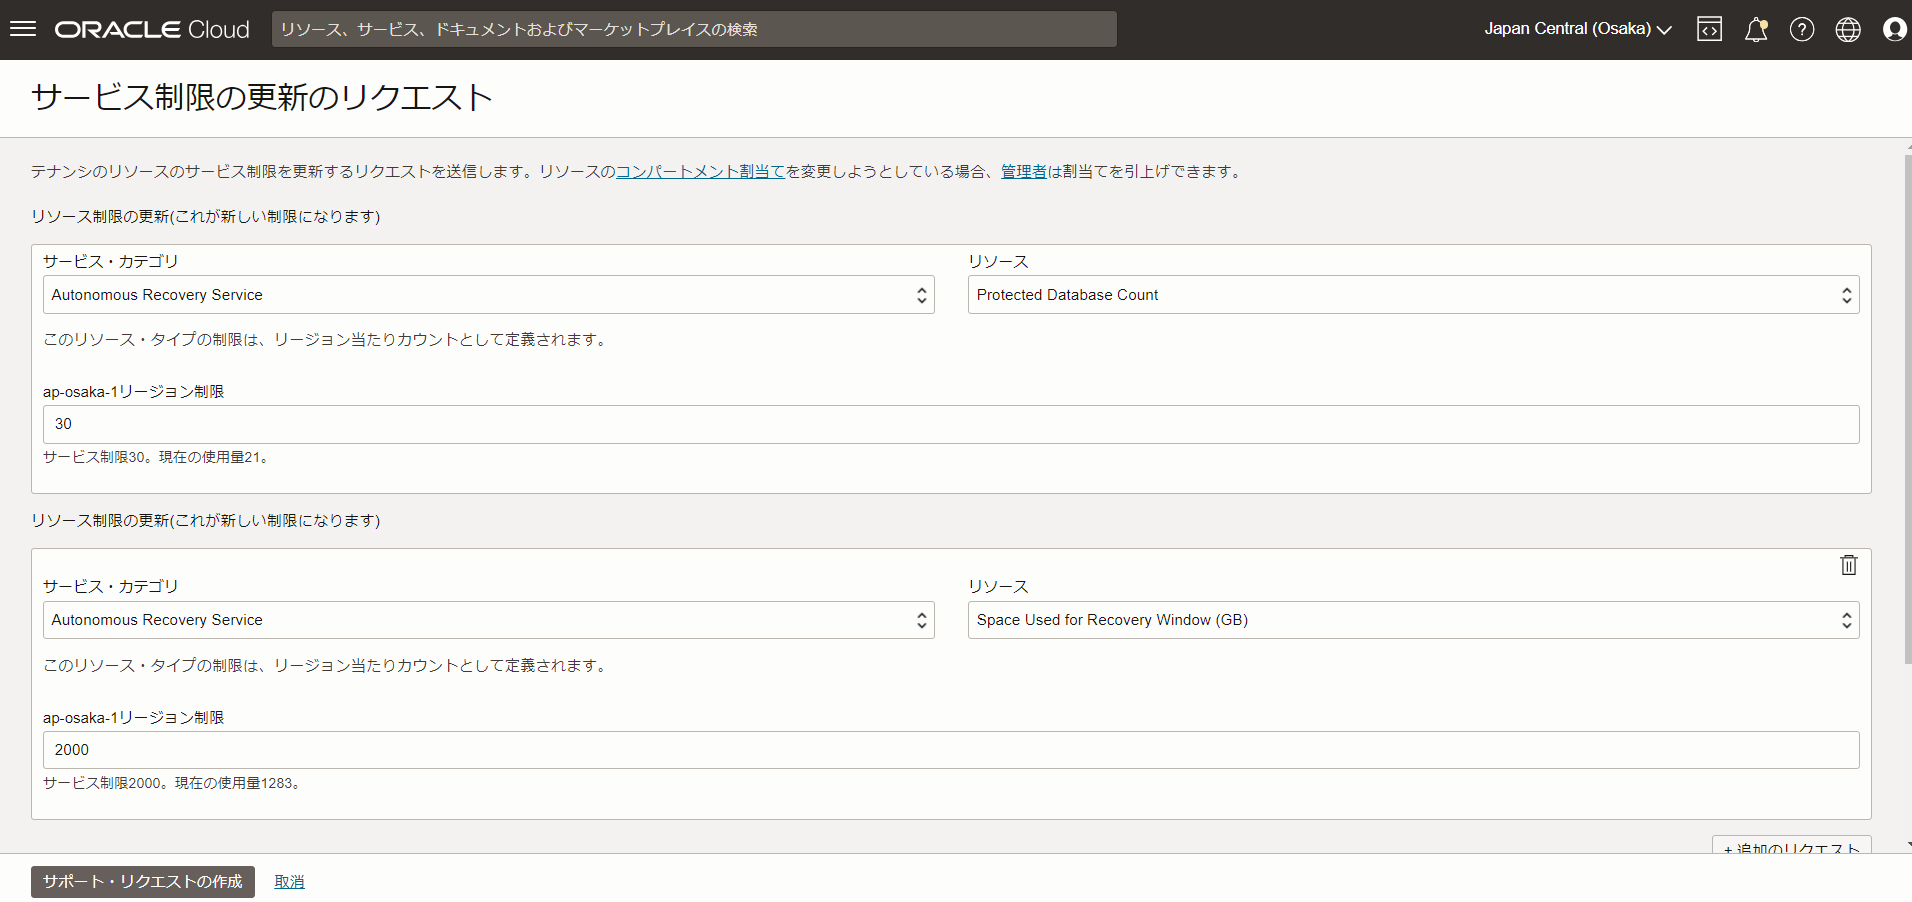 ORACLE Cloud
リソース、サービス、ドキュメントおよびマーケットプレイスの検索
Japan Central (Osaka)
サービス制限の更新のリクエスト
テナンシのリソースのサービス制限を更新するリクエストを送信します。リソースのコンパートメント割当てを変更しようとしている場合、管理者は割当てを引上げできます。
リソース制限の更新(これが新しい制限になります)
サービス・カテゴリ
リソース
Autonomous Recovery Service
Protected Database Count
このリソース・タイプの制限は、リージョン当たりカウントとして定義されます。
ap-osaka-1リージョン制限
30
サービス制限30。現在の使用量21。
リソース制限の更新(これが新しい制限になります)
サービス・カテゴリ
リソース
Autonomous Recovery Service
Space Used for Recovery Window (GB)
このリソース・タイプの制限は、リージョン当たりカウントとして定義されます。
ap-osaka-1リージョン制限
2000
サービス制限2000。現在の使用量1283。
+ 追加のリクエスト
サポート・リクエストの作成
取消